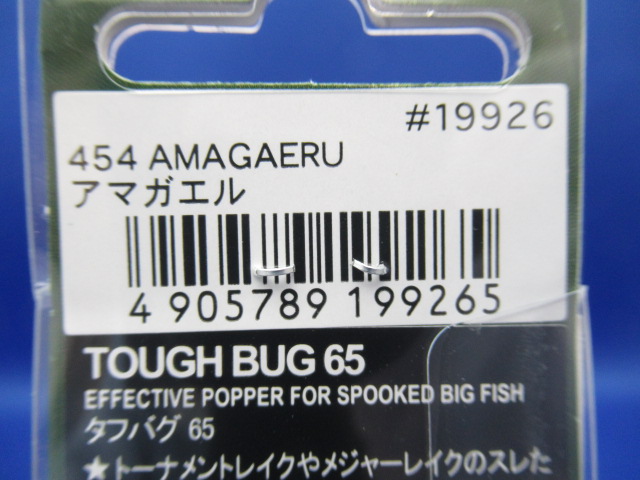 #19926
454 AMAGAERU
アマガエル
4 905789 199265
TOUGH BUG 65
EFFECTIVE POPPER FOR SPOOKED BIG FISH
タフバグ 65
★トーナメントレイクやメジャーレイクのスレた